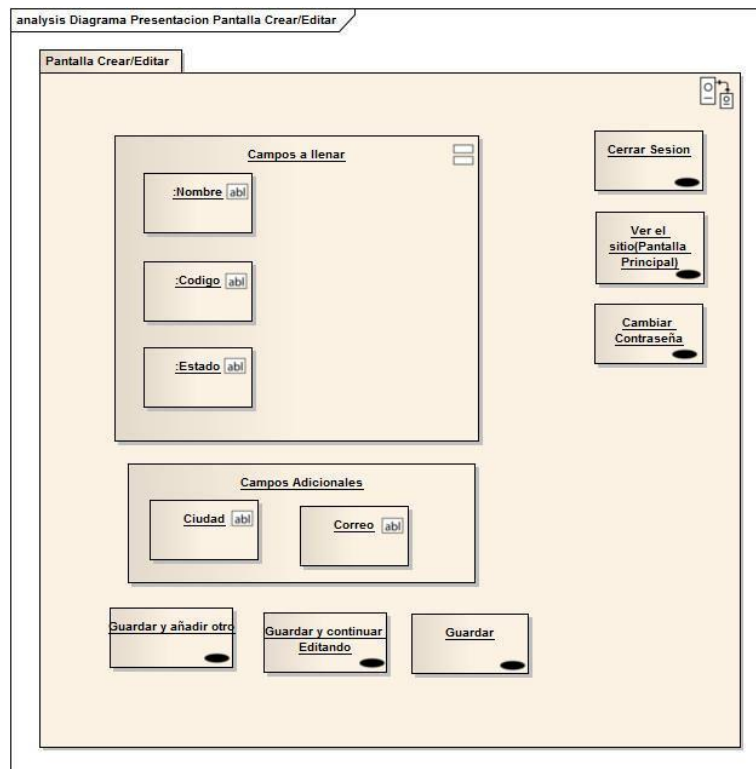 analysis Diagrama Presentacion Pantalla Crear/Editar
Pantalla Crear/Editar
Campos a llenar
:Nombre abl
:Codigo abl
:Estado abl
Cerrar Sesion
Ver el
sitio(Pantalla
Principal)
Cambiar
Contraseña
Campos Adicionales
Ciudad abl
Correo abl
Guardar y añadir otro
Guardar y continuar
Editando
Guardar